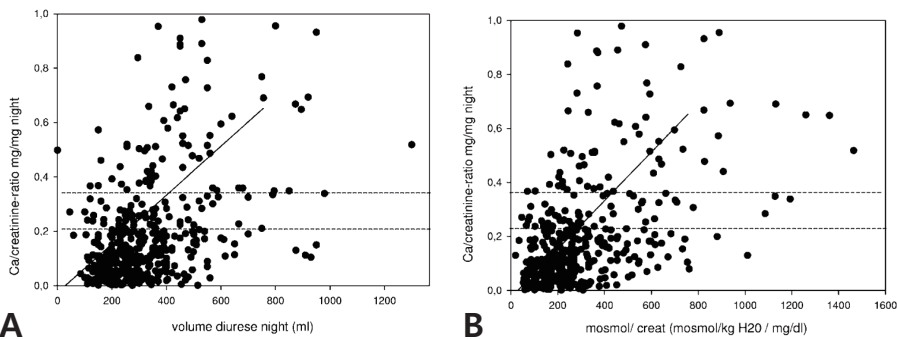 1,0
0,8
0,6
0,4
0,2
0,0
Ca/creatinine-ratio mg/mg night
0 200 400 600 800 1000 1200
volume diurese night (ml)
A
1,0
0,8
0,6
0,4
0,2
0,0
Ca/creatinine-ratio mg/mg night
0 200 400 600 800 1000 1200 1400 1600
mosmol/ creat (mosmol/kg H20 / mg/dl)
B